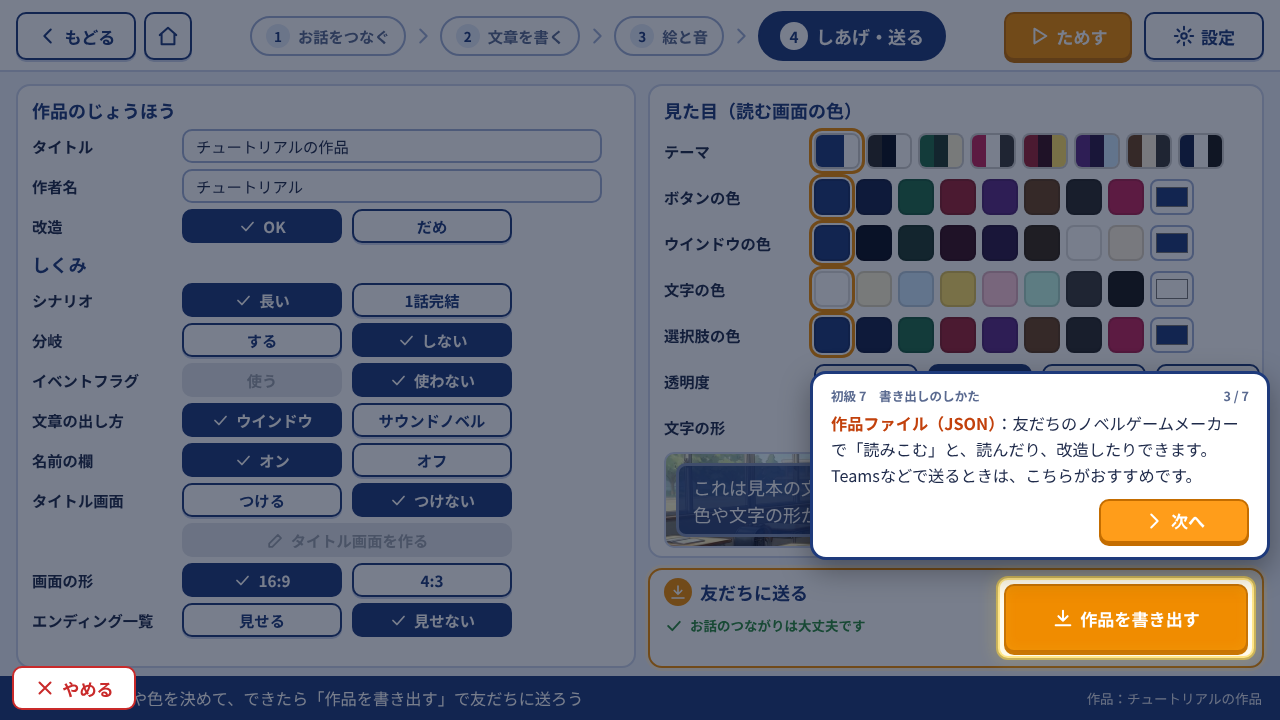 もどる
1 お話をつなぐ
2 文章を書く
3 絵と音
4 しあげ・送る
ためす
設定
作品のじょうほう
タイトル チュートリアルの作品
作者名 チュートリアル
改造 OK だめ
しくみ
シナリオ 長い 1話完結
分岐 する しない
イベントフラグ 使う 使わない
文章の出し方 ウインドウ サウンドノベル
名前の欄 オン オフ
タイトル画面 つける つけない
タイトル画面を作る
画面の形 16:9 4:3
エンディング一覧 見せる 見せない
見た目（読む画面の色）
テーマ
ボタンの色
ウインドウの色
文字の色
選択肢の色
透明度
文字の形
これは見本の文
色や文字の形が
初級 7 書き出しのしかた 3 / 7
作品ファイル（JSON）：友だちのノベルゲームメーカー
で「読みこむ」と、読んだり、改造したりできます。
Teamsなどで送るときは、こちらがおすすめです。
次へ
友だちに送る
お話のつながりは大丈夫です
作品を書き出す
やめる
や色を決めて、できたら「作品を書き出す」で友だちに送ろう
作品：チュートリアルの作品